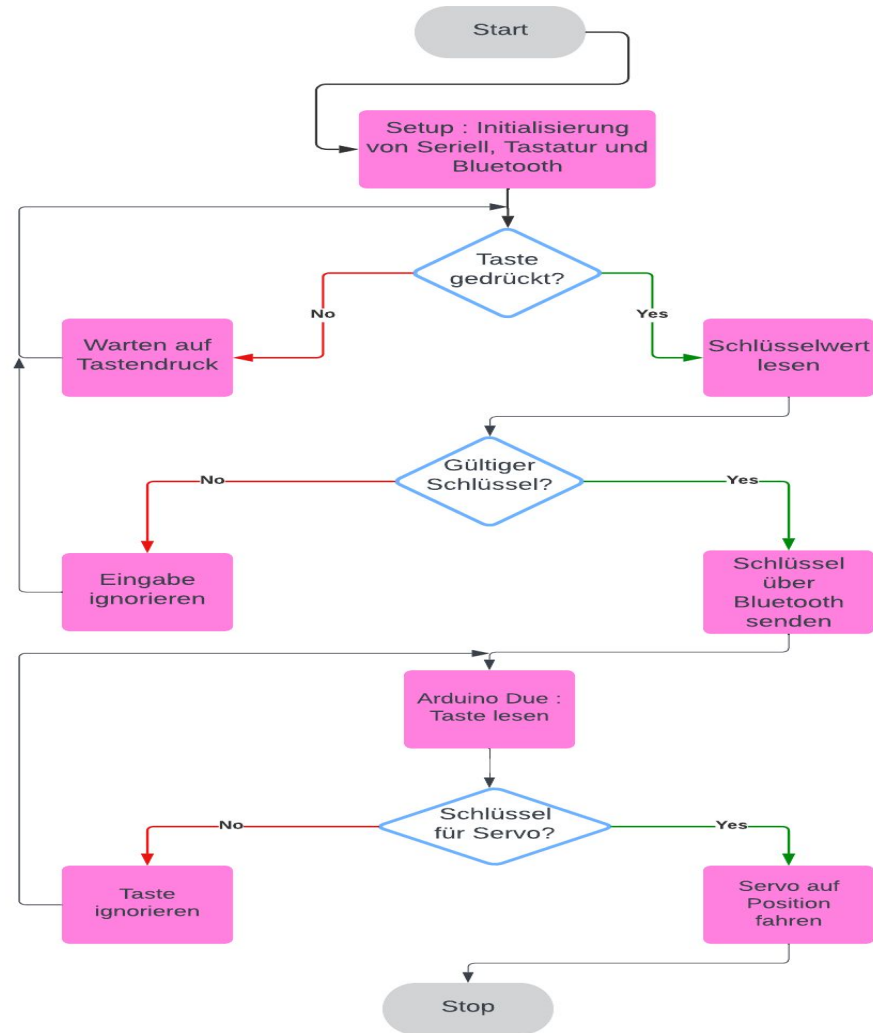 Start
Setup : Initialisierung
von Seriell, Tastatur und
Bluetooth
Taste
gedrückt?
No
Yes
Warten auf
Tastendruck
Schlüsselwert
lesen
Gültiger
Schlüssel?
No
Yes
Eingabe
ignorieren
Schlüssel
über
Bluetooth
senden
Arduino Due :
Taste lesen
Schlüssel
für Servo?
No
Yes
Taste
ignorieren
Servo auf
Position
fahren
Stop